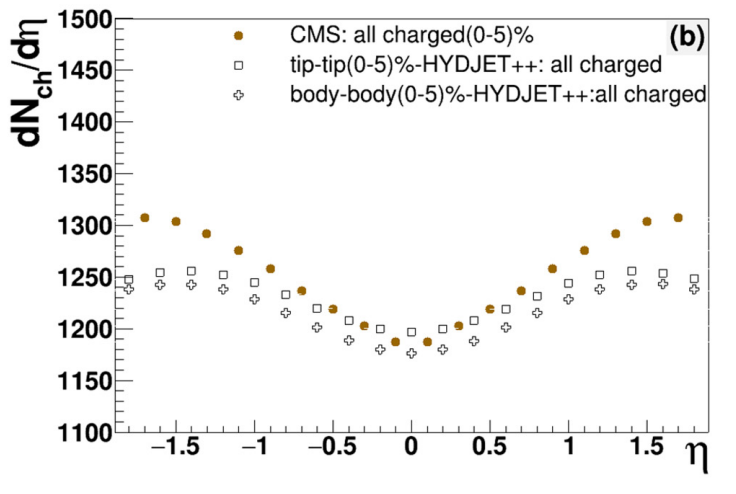 dN_ch/dη
1500
1450
1400
1350
1300
1250
1200
1150
1100
CMS: all charged(0-5)%
(b)
tip-tip(0-5)%-HYDJET++: all charged
body-body(0-5)%-HYDJET++:all charged
−1.5 −1 −0.5 0 0.5 1 1.5 η